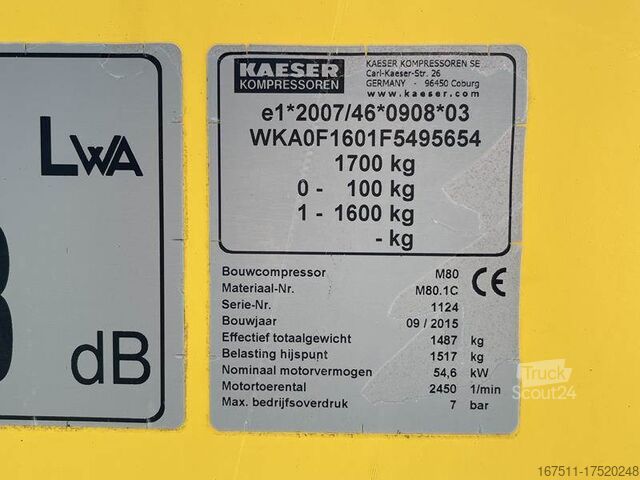 LWA
dB
KAESER
KOMPRESSOREN
KAESER KOMPRESSOREN SE
Carl-Kaeser-Str. 26
GERMANY - 96450 Coburg
www.kaeser.com
e1*2007/46*0908*03
WKA0F1601F5495654
1700 kg
0 - 100 kg
1 - 1600 kg
- kg
Bouwcompressor M80
Materiaal-Nr. M80.1C
Serie-Nr. 1124
Bouwjaar 09 / 2015
Effectief totaalgewicht 1487 kg
Belasting hijspunt 1517 kg
Nominaal motorvermogen 54,6 kW
Motortoerental 2450 1/min
Max. bedrijfsoverdruk 7 bar
CE
Truck
Scout24
167511-17520248